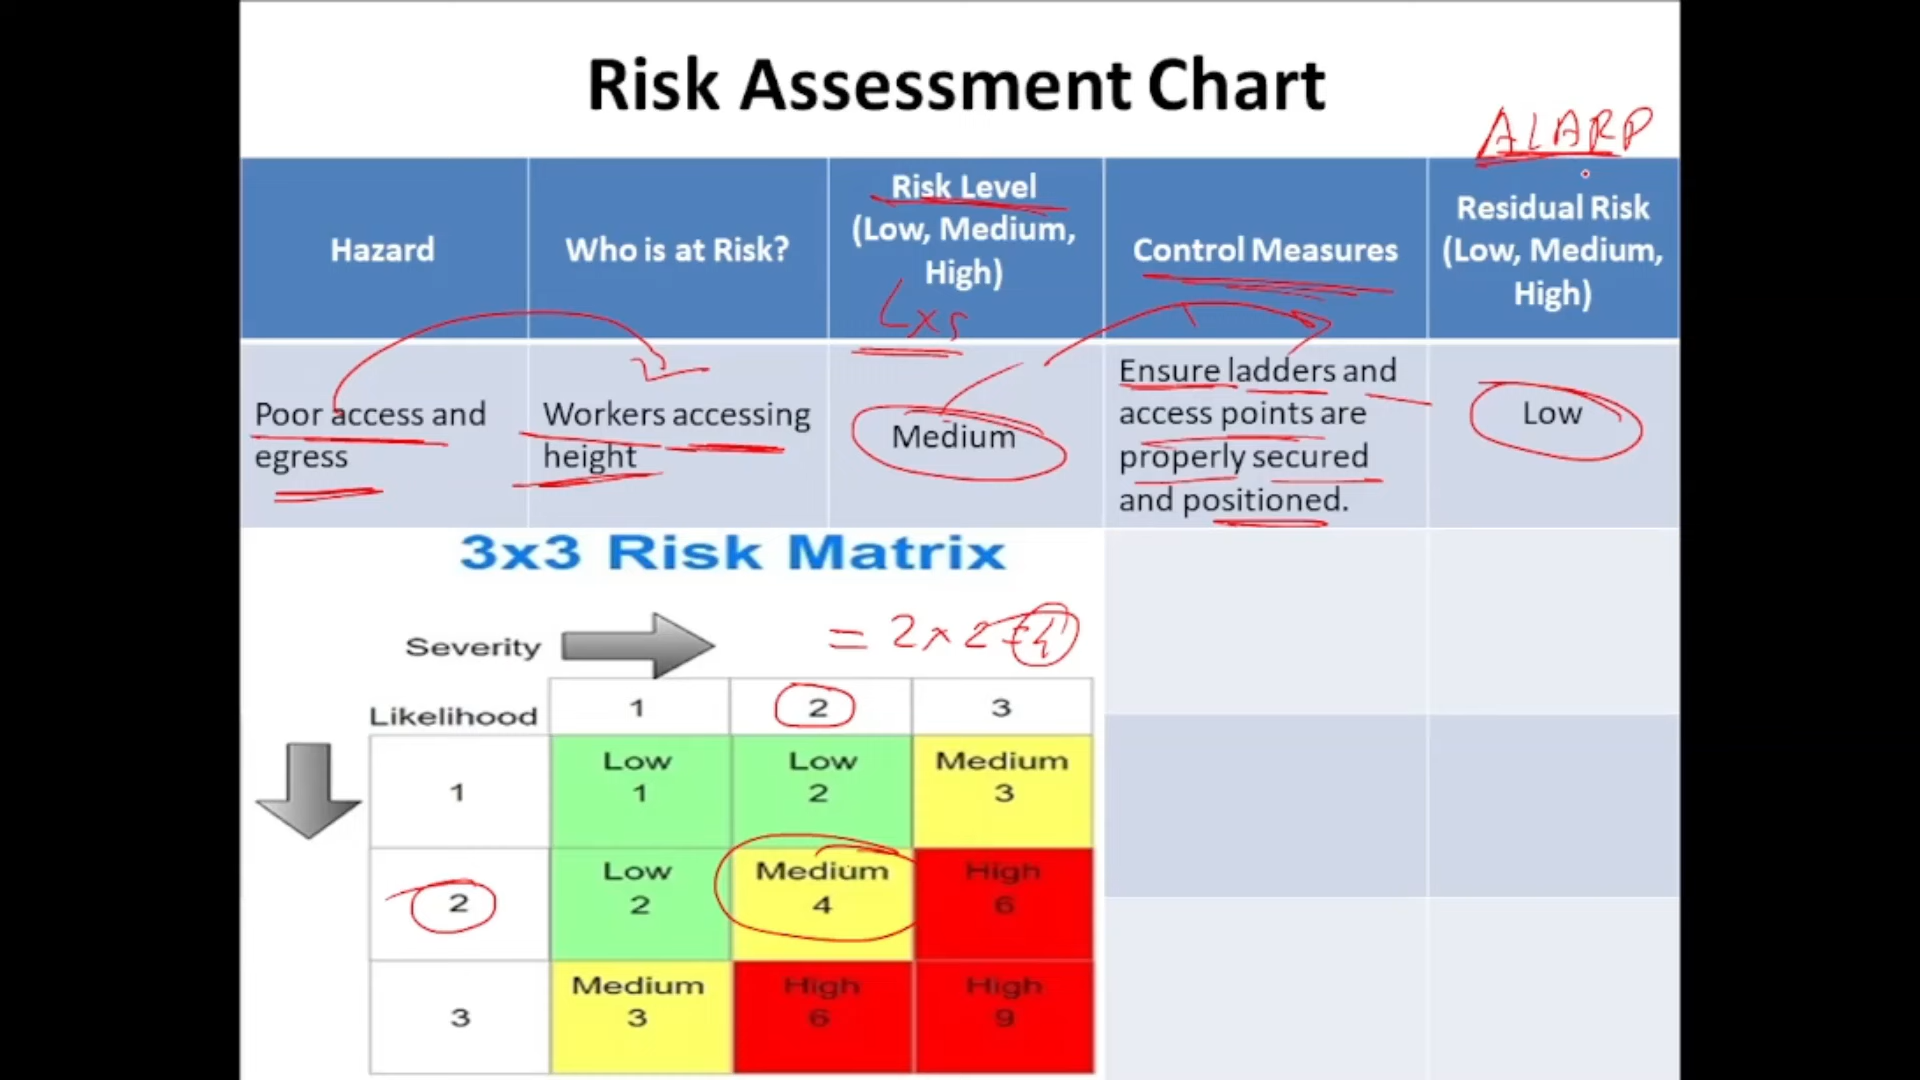 Risk Assessment Chart
ALARP
Hazard
Who is at Risk?
Risk Level
(Low, Medium,
High)
L x S
Control Measures
Residual Risk
(Low, Medium,
High)
Poor access and
egress
Workers accessing
height
Medium
Ensure ladders and
access points are
properly secured
and positioned.
Low
3x3 Risk Matrix
= 2 x 2 = 4
Severity
Likelihood
1 2 3
1
Low
1
Low
2
Medium
3
2
Low
2
Medium
4
High
6
3
Medium
3
High
6
High
9